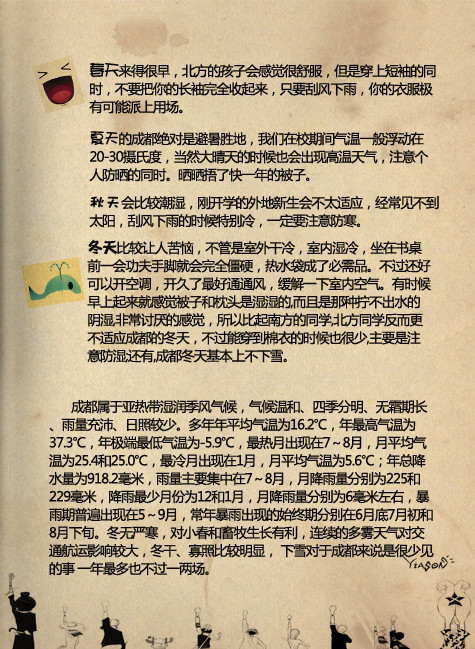 春天来得很早，北方的孩子会感觉很舒服，但是穿上短袖的同
时，不要把你的长袖完全收起来，只要刮风下雨，你的衣服极
有可能派上用场。
夏天的成都绝对是避暑胜地，我们在校期间气温一般浮动在
20-30摄氏度，当然大晴天的时候也会出现高温天气，注意个
人防晒的同时。晒晒捂了快一年的被子。
秋天会比较潮湿，刚开学的外地新生会不太适应，经常见不到
太阳，刮风下雨的时候特别冷，一定要注意防寒。
冬天比较让人苦恼，不管是室外干冷，室内湿冷，坐在书桌
前一会功夫手脚就会完全僵硬，热水袋成了必需品。不过还好
可以开空调，开久了最好通通风，缓解一下室内空气。有时候
早上起来就感觉被子和枕头是湿湿的,而且是那种拧不出水的
阴湿,非常讨厌的感觉，所以比起南方的同学,北方同学反而更
不适应成都的冬天，不过能穿到棉衣的时候也很少,主要是注
意防湿;还有,成都冬天基本上不下雪。
成都属于亚热带湿润季风气候，气候温和、四季分明、无霜期长
、雨量充沛、日照较少。多年年平均气温为16.2℃，年最高气温为
37.3℃，年极端最低气温为-5.9℃，最热月出现在7～8月，月平均气
温为25.4和25.0℃，最冷月出现在1月，月平均气温为5.6℃；年总降
水量为918.2毫米，雨量主要集中在7～8月，月降雨量分别为225和
229毫米，降雨最少月份为12和1月，月降雨量分别为6毫米左右，暴
雨期普遍出现在5～9月，常年暴雨出现的始终期分别在6月底7月初和
8月下旬。冬无严寒，对小春和畜牧生长有利，连续的多雾天气对交
通航运影响较大，冬干、寡照比较明显， 下雪对于成都来说是很少见
的事 一年最多也不过一两场。